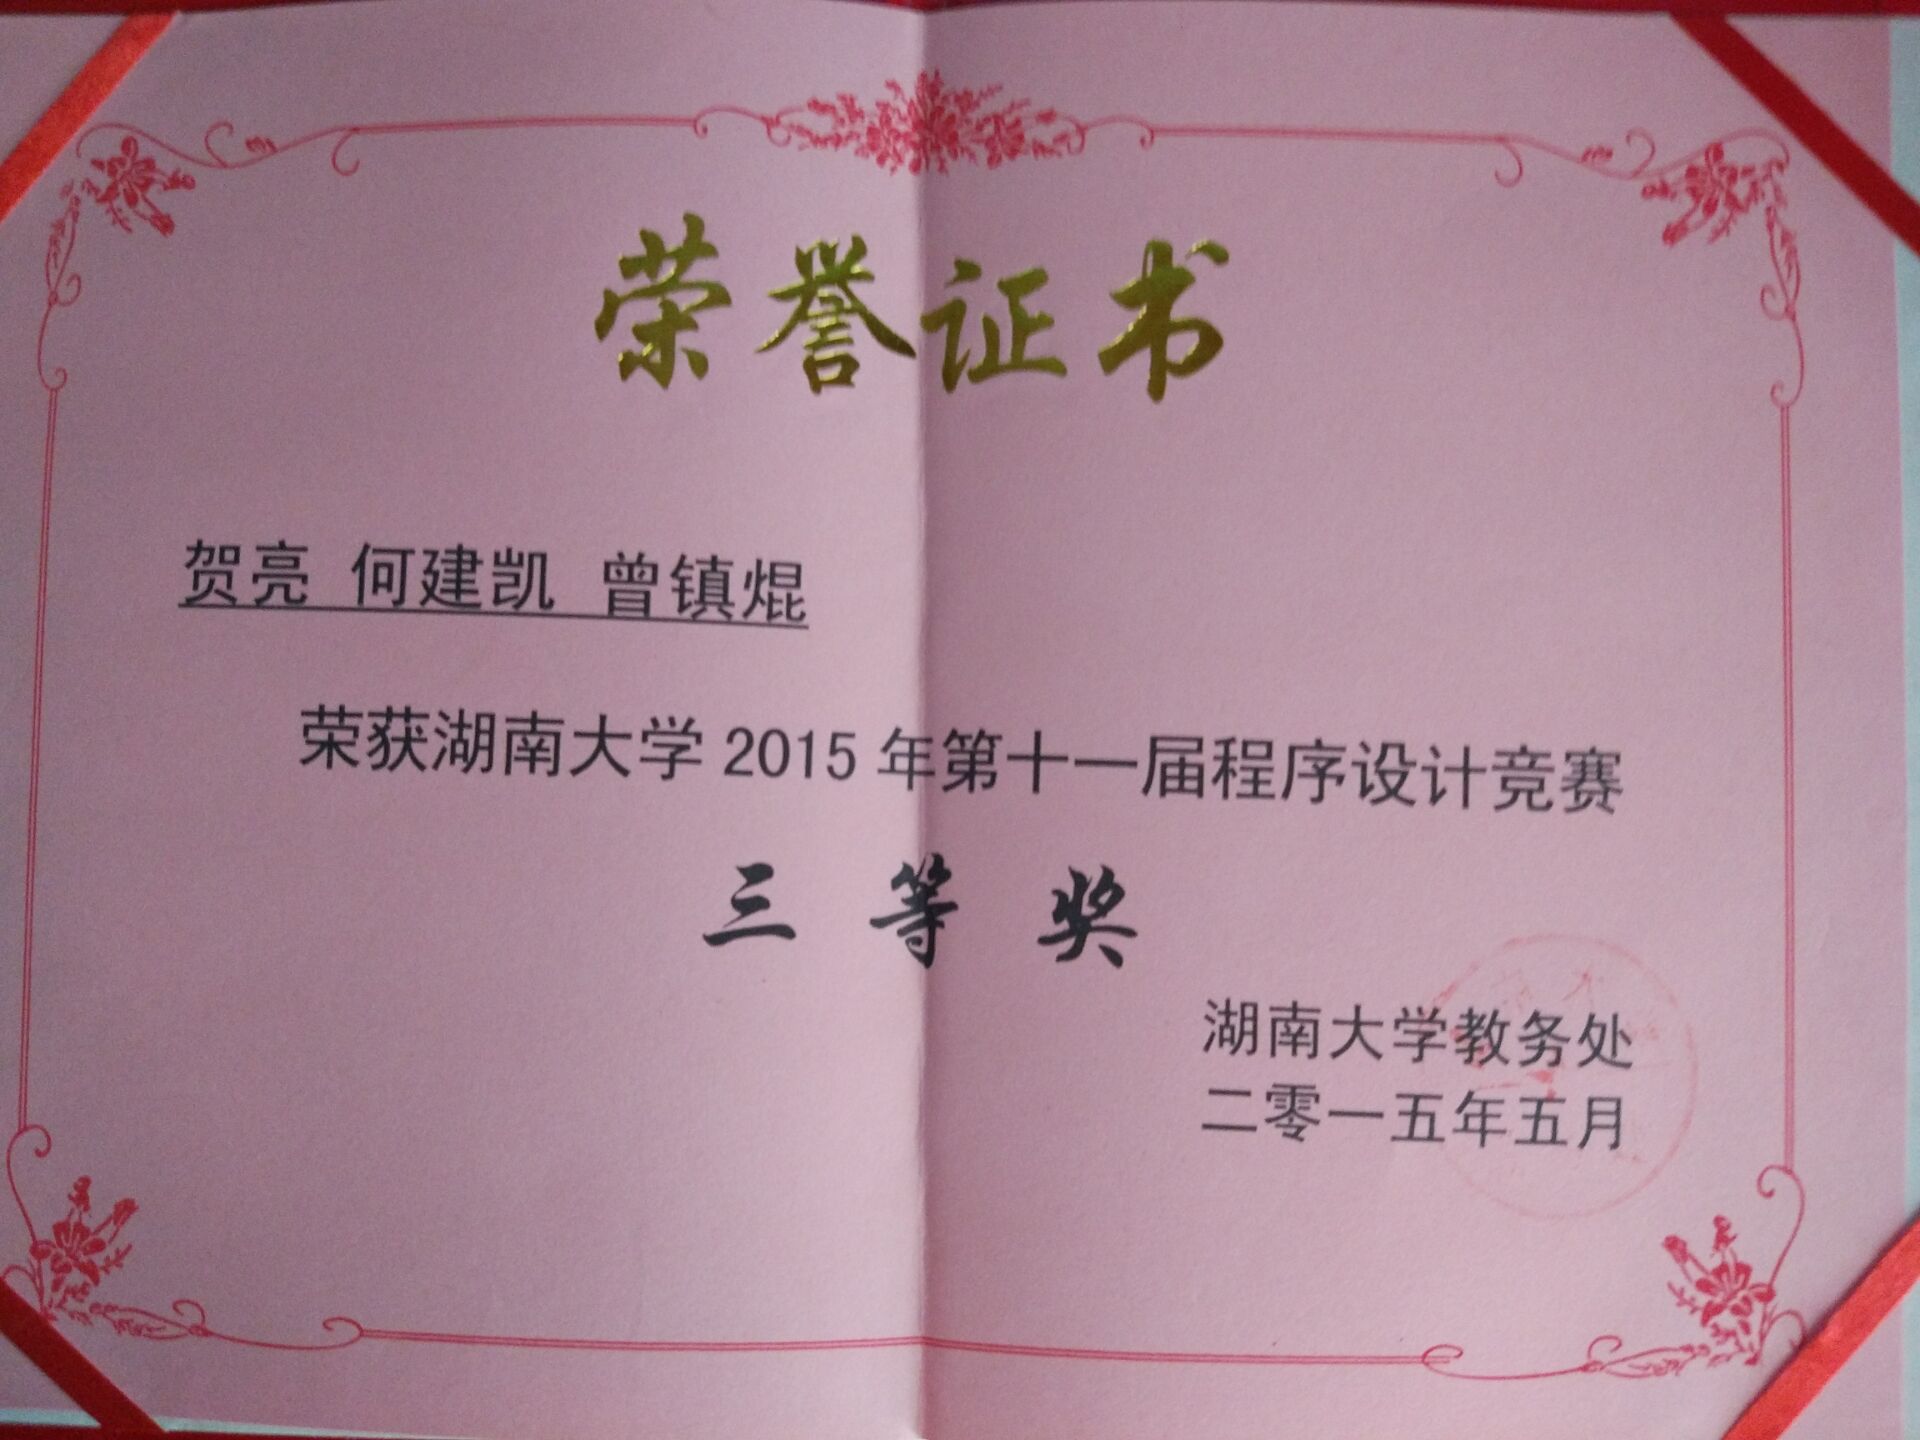 荣誉证书
贺亮 何建凯 曾镇焜
荣获湖南大学 2015 年第十一届程序设计竞赛
三 等 奖
湖南大学教务处
二零一五年五月